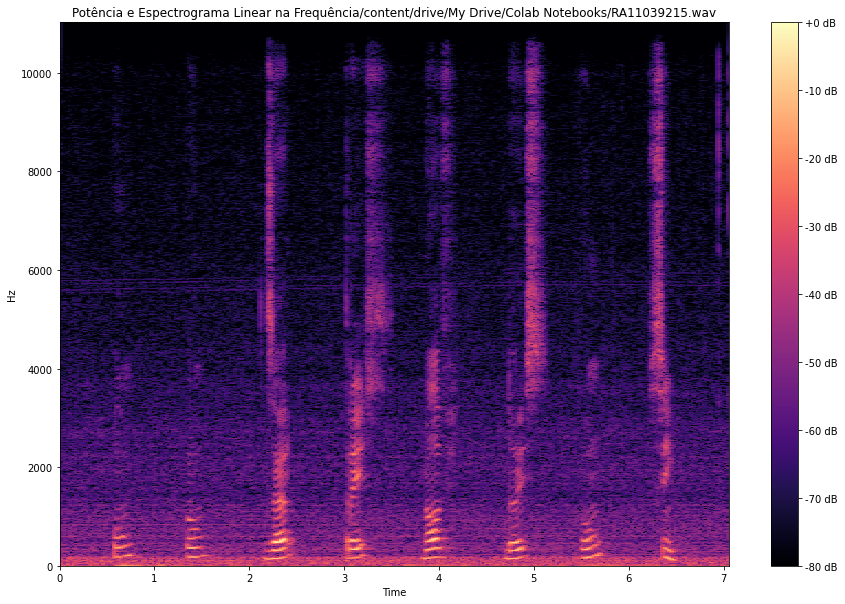 Potência e Espectrograma Linear na Frequência/content/drive/My Drive/Colab Notebooks/RA11039215.wav
+0 dB
10000
-10 dB
-20 dB
8000
-30 dB
6000
Hz
-40 dB
4000
-50 dB
-60 dB
2000
-70 dB
0
-80 dB
0 1 2 3 4 5 6 7
Time